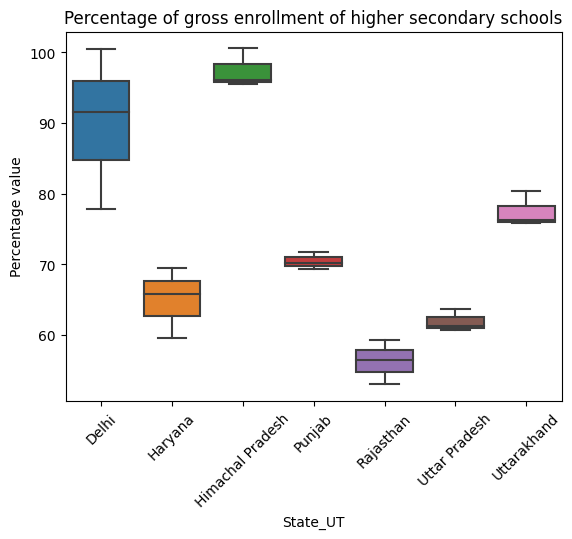 Percentage of gross enrollment of higher secondary schools
Percentage value
100
90
80
70
60
Delhi
Haryana
Himachal Pradesh
Punjab
Rajasthan
Uttar Pradesh
Uttarakhand
State_UT